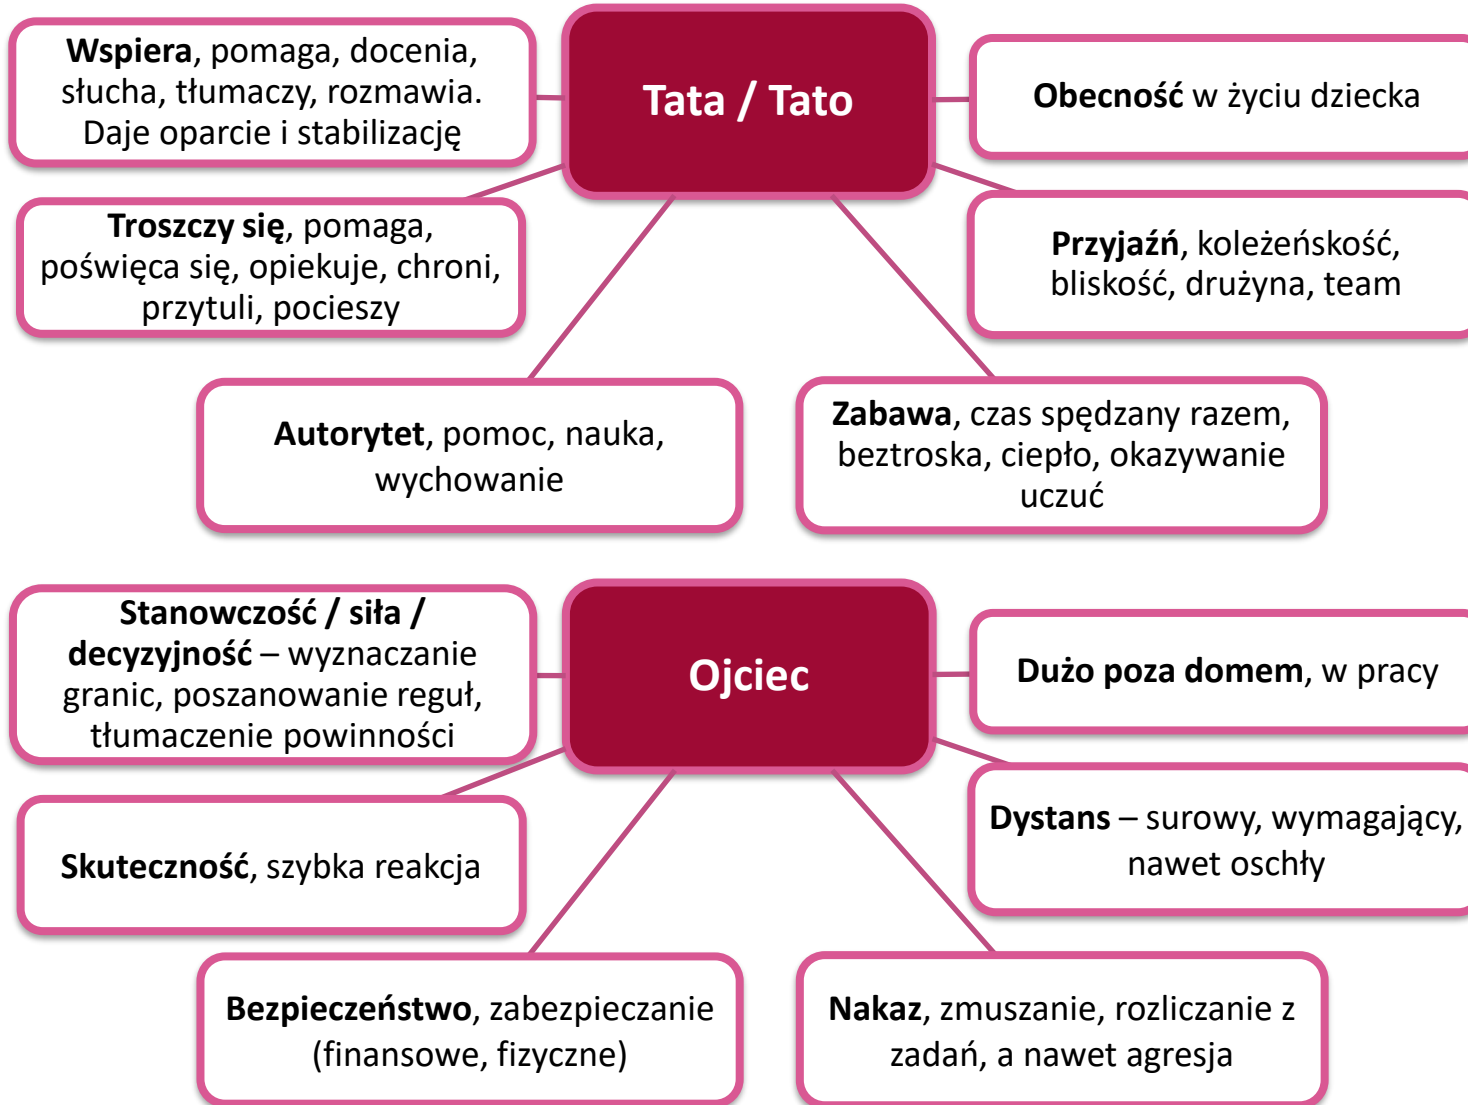 Wspiera, pomaga, docenia,
słucha, tłumaczy, rozmawia.
Daje oparcie i stabilizację
Tata / Tato
Obecność w życiu dziecka
Troszczy się, pomaga,
poświęca się, opiekuje, chroni,
przytuli, pocieszy
Przyjaźń, koleżeńskość,
bliskość, drużyna, team
Autorytet, pomoc, nauka,
wychowanie
Zabawa, czas spędzany razem,
beztroska, ciepło, okazywanie
uczuć
Stanowczość / siła /
decyzyjność – wyznaczanie
granic, poszanowanie reguł,
tłumaczenie powinności
Ojciec
Dużo poza domem, w pracy
Skuteczność, szybka reakcja
Dystans – surowy, wymagający,
nawet oschły
Bezpieczeństwo, zabezpieczanie
(finansowe, fizyczne)
Nakaz, zmuszanie, rozliczanie z
zadań, a nawet agresja